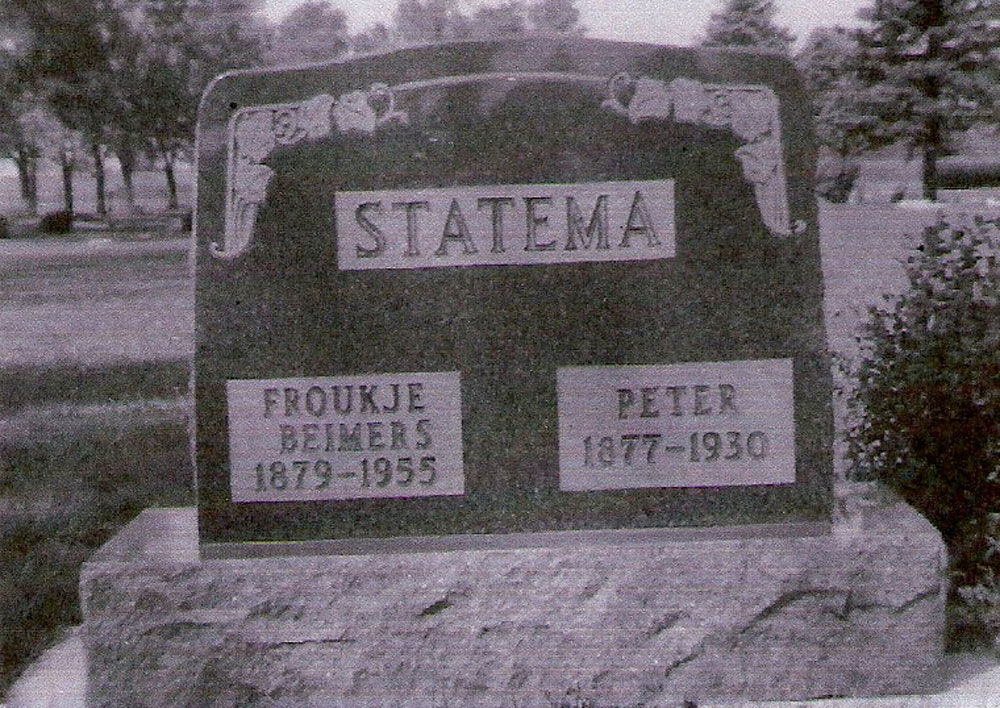 STATEMA
FROUKJE
BEIMERS
1879-1955
PETER
1877-1930